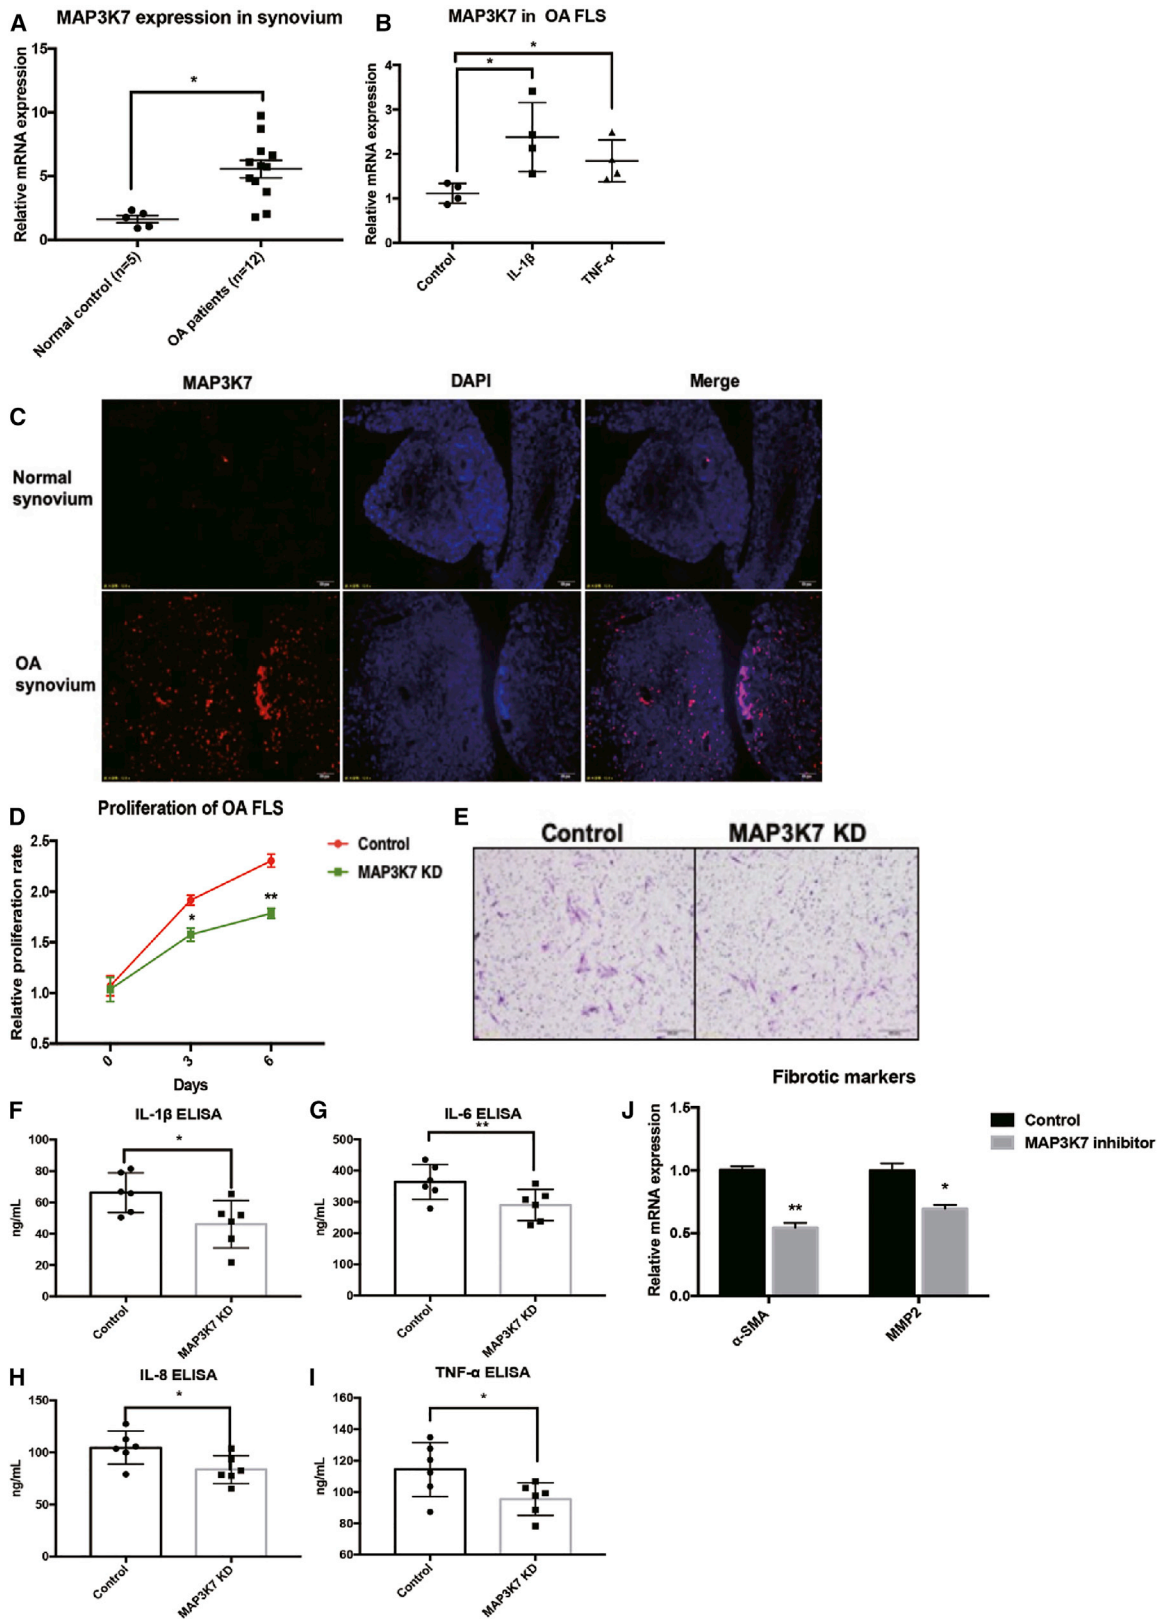 A
MAP3K7 expression in synovium
Relative mRNA expression
15
10
5
0
*
Normal control (n=5)
OA patients (n=12)
B
MAP3K7 in OA FLS
Relative mRNA expression
4
3
2
1
0
*
*
Control
IL-1β
TNF-α
C
MAP3K7
DAPI
Merge
Normal
synovium
OA
synovium
D
Proliferation of OA FLS
Relative proliferation rate
2.5
2.0
1.5
1.0
0.5
*
**
0
3
6
Days
Control
MAP3K7 KD
E
Control
MAP3K7 KD
F
IL-1β ELISA
ng/mL
100
80
60
40
20
0
*
Control
MAP3K7 KD
G
IL-6 ELISA
ng/mL
500
400
300
200
100
0
**
Control
MAP3K7 KD
J
Fibrotic markers
Relative mRNA expression
1.5
1.0
0.5
0.0
**
*
α-SMA
MMP2
Control
MAP3K7 inhibitor
H
IL-8 ELISA
ng/mL
150
100
50
0
*
Control
MAP3K7 KD
I
TNF-α ELISA
ng/mL
160
140
120
100
80
60
*
Control
MAP3K7 KD